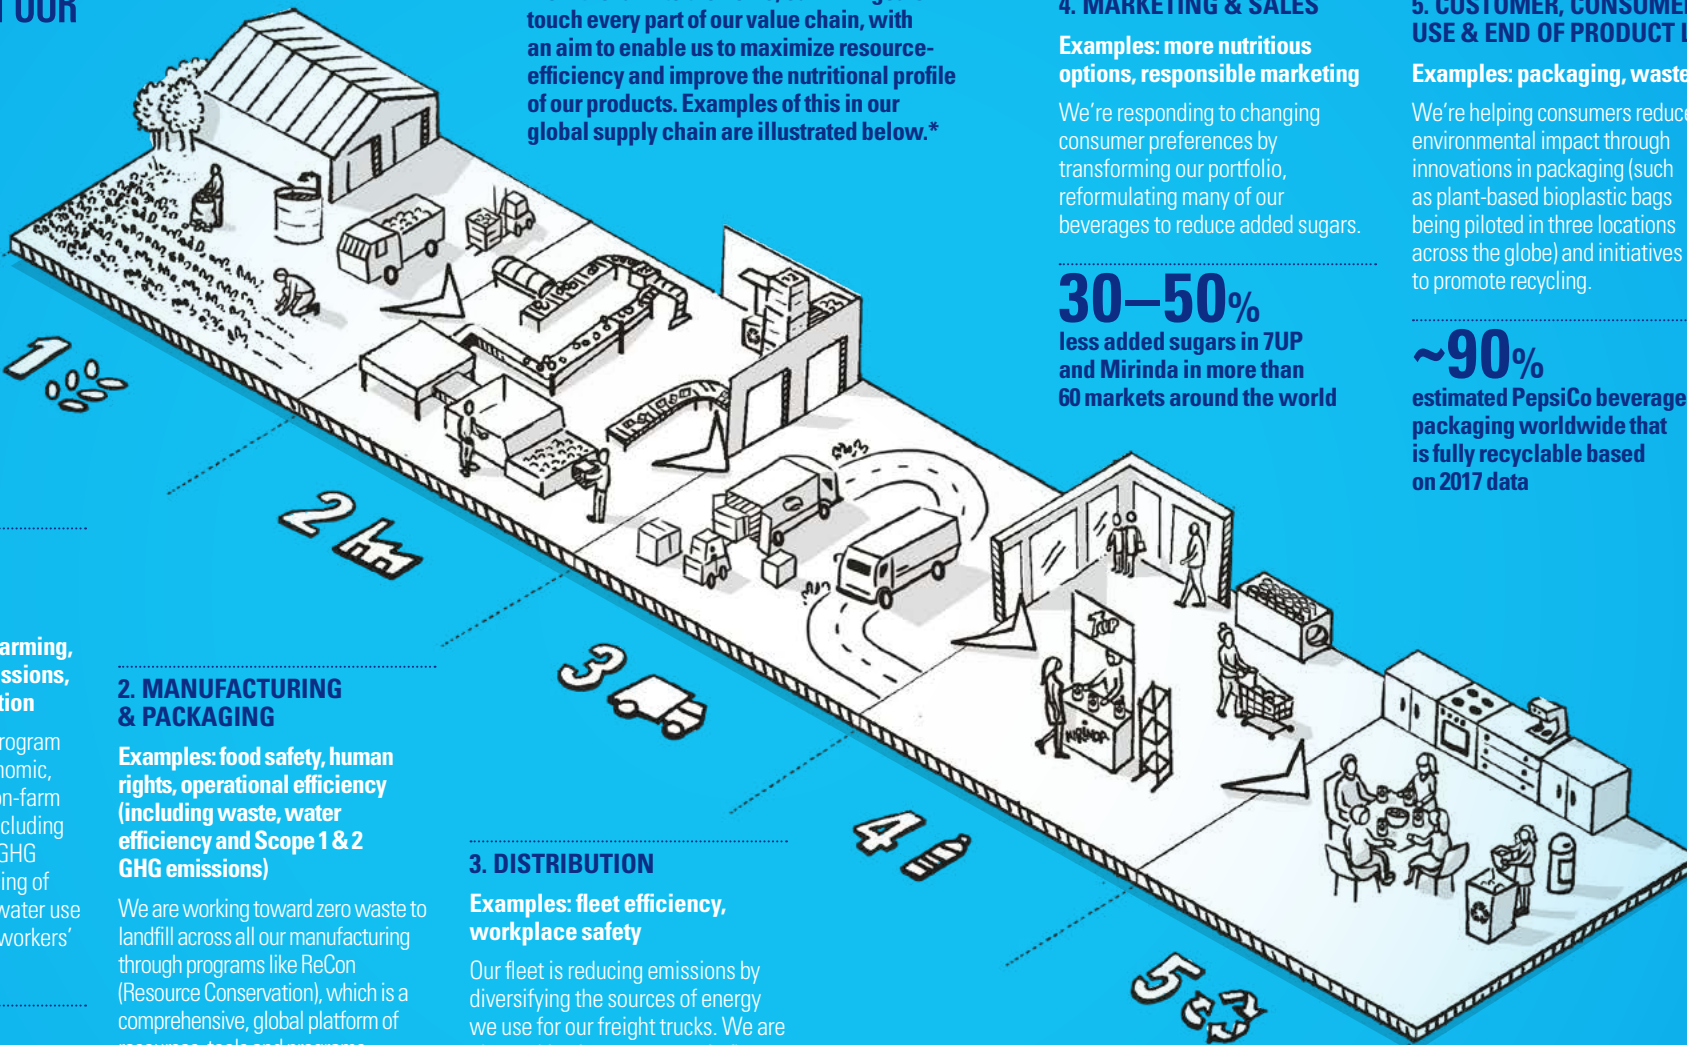 OUR
touch every part of our value chain, with
an aim to enable us to maximize resource-
efficiency and improve the nutritional profile
of our products. Examples of this in our
global supply chain are illustrated below.*
4. MARKETING & SALES
Examples: more nutritious
options, responsible marketing
We're responding to changing
consumer preferences by
transforming our portfolio,
reformulating many of our
beverages to reduce added sugars.
30–50%
less added sugars in 7UP
and Mirinda in more than
60 markets around the world
5. CUSTOMER, CONSUMER
USE & END OF PRODUCT L
Examples: packaging, waste
We're helping consumers reduce
environmental impact through
innovations in packaging (such
as plant-based bioplastic bags
being piloted in three locations
across the globe) and initiatives
to promote recycling.
~90%
estimated PepsiCo beverage
packaging worldwide that
is fully recyclable based
on 2017 data
1
2
3
4
5
7UP
MIRINDA
arming,
ssions,
tion
rogram
nomic,
on-farm
cluding
GHG
ing of
water use
workers'
2. MANUFACTURING
& PACKAGING
Examples: food safety, human
rights, operational efficiency
(including waste, water
efficiency and Scope 1 & 2
GHG emissions)
We are working toward zero waste to
landfill across all our manufacturing
through programs like ReCon
(Resource Conservation), which is a
comprehensive, global platform of
resources, tools and programs
3. DISTRIBUTION
Examples: fleet efficiency,
workplace safety
Our fleet is reducing emissions by
diversifying the sources of energy
we use for our freight trucks. We are